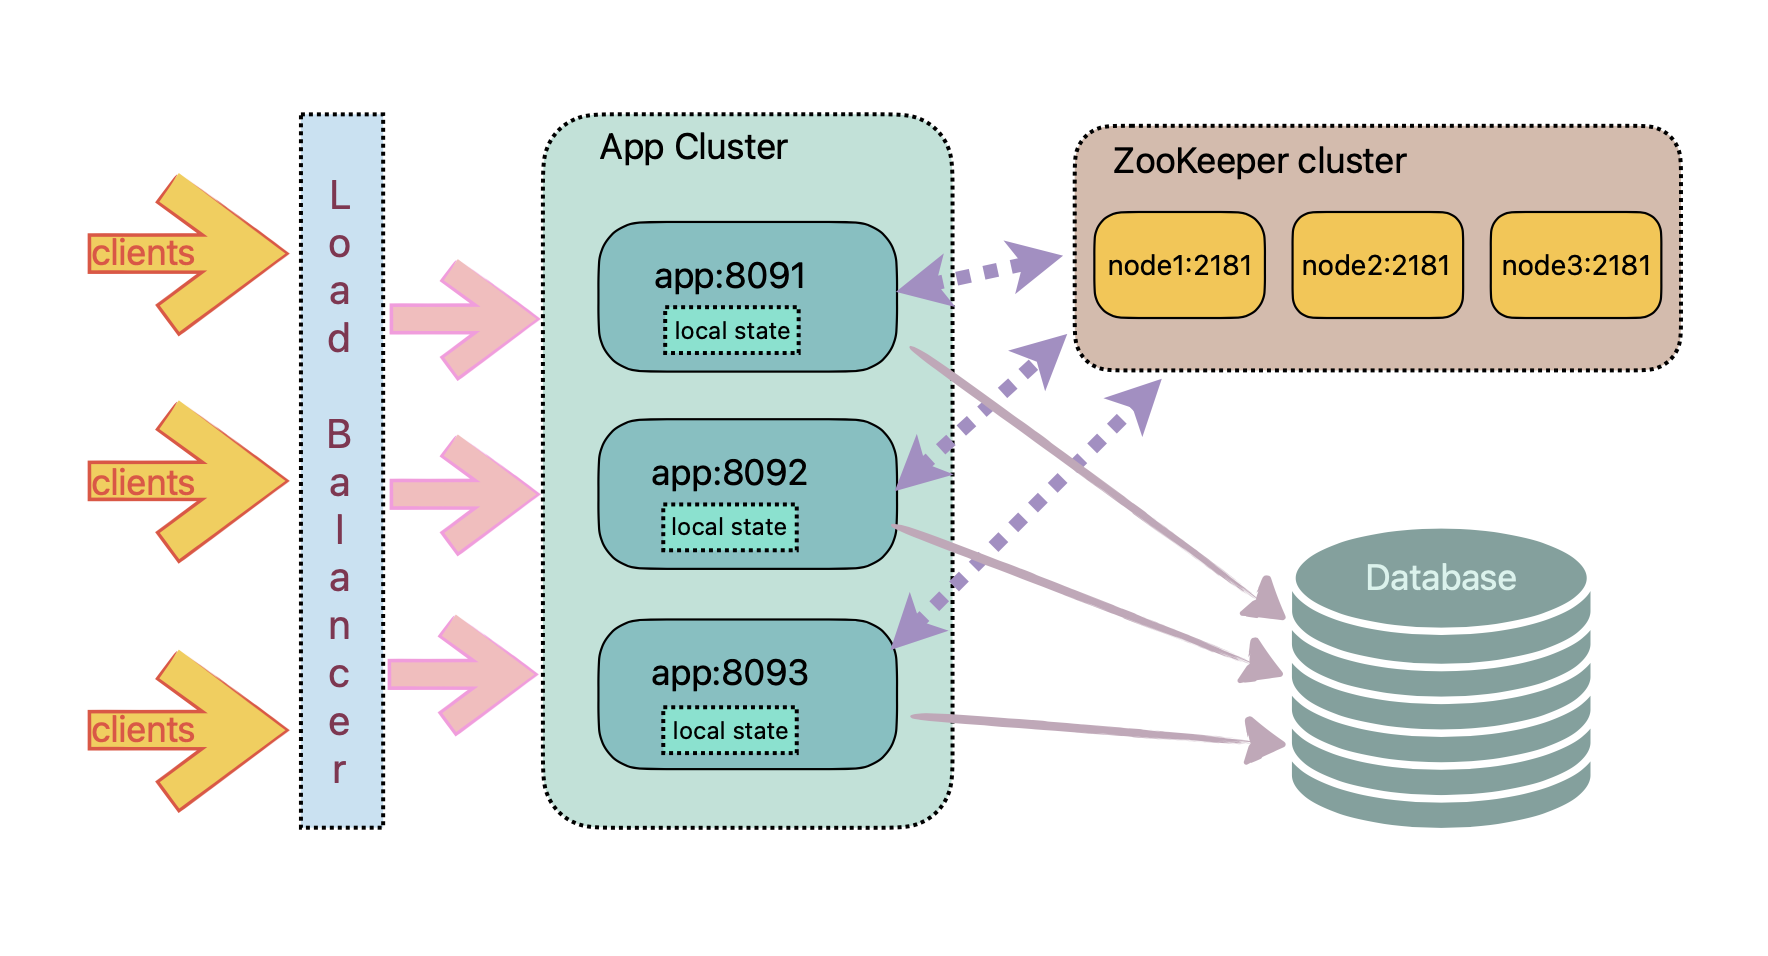 clients
clients
clients
Load Balancer
App Cluster
app:8091
local state
app:8092
local state
app:8093
local state
ZooKeeper cluster
node1:2181
node2:2181
node3:2181
Database